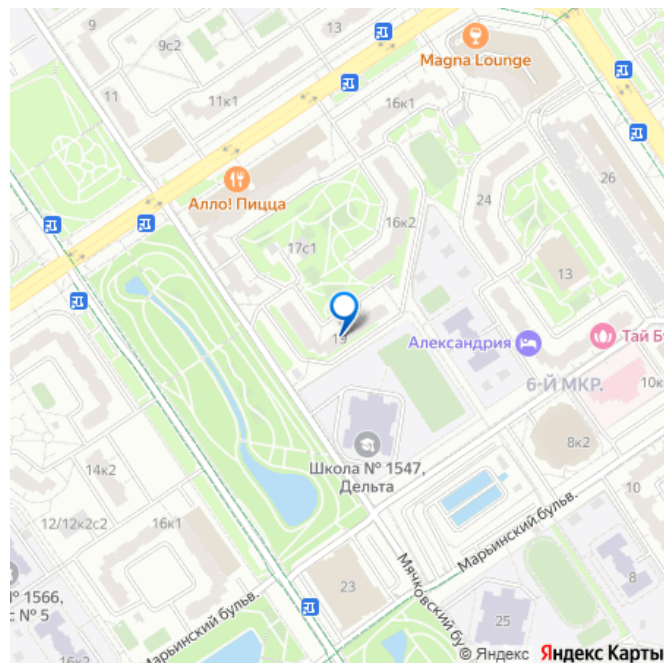 9
9с2
13
Magna Lounge
11
11к1
16к1
26
Алло! Пицца
24
16к2
17с1
13
19
Александрия
Тай Б
6-Й МКР.
10к
8к2
Школа № 1547,
Дельта
14к2
10
12/12к2с2
16к1
Марьинский бульв.
№ 1566,
с № 5
23
8
Мячковский бу
25
Марьинский бульв.
© Яндекс Яндекс Карты